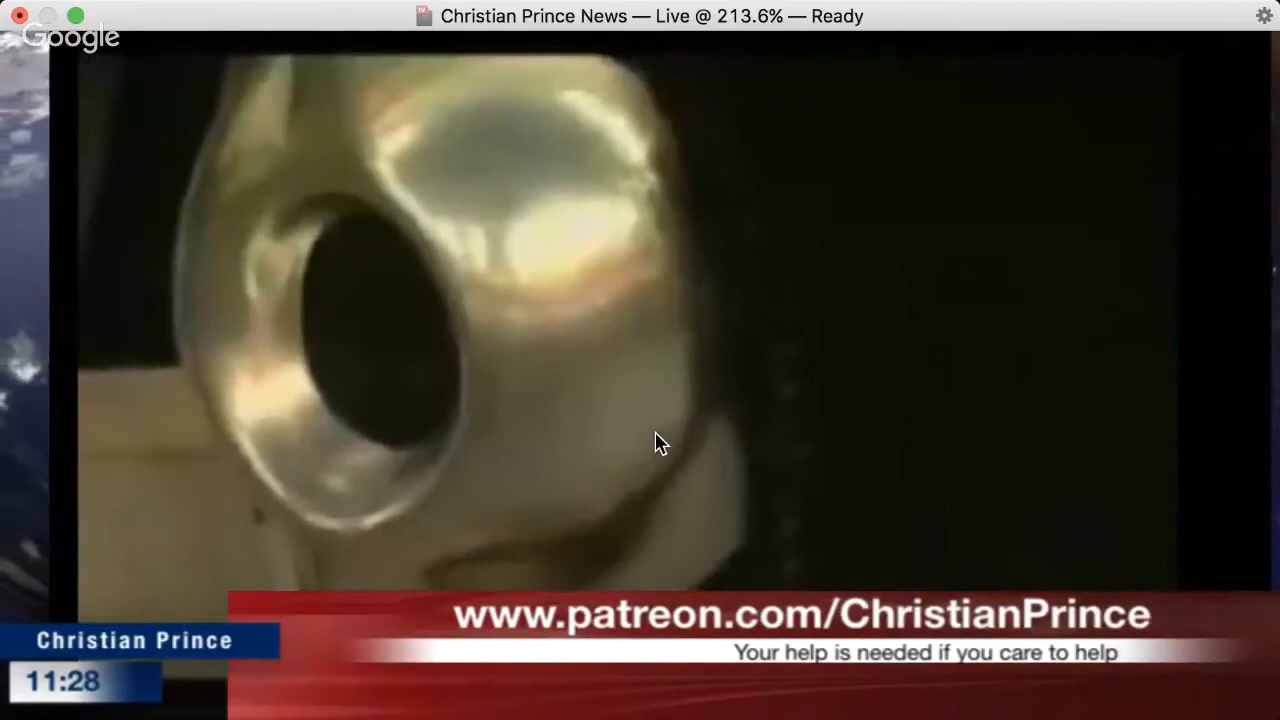 Christian Prince News — Live @ 213.6% — Ready
Google
www.patreon.com/ChristianPrince
Your help is needed if you care to help
Christian Prince
11:28